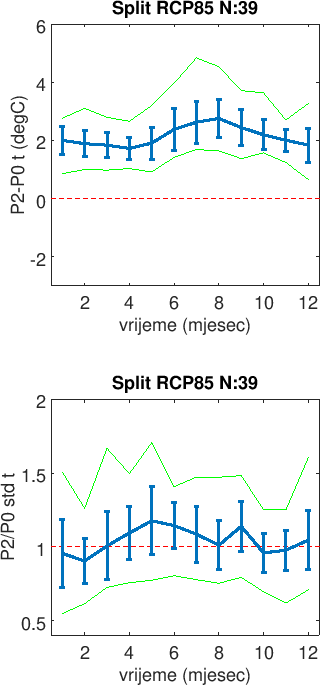 Split RCP85 N:39
6
4
2
0
-2
P2-P0 t (degC)
2 4 6 8 10 12
vrijeme (mjesec)
Split RCP85 N:39
2
1.5
1
0.5
P2/P0 std t
2 4 6 8 10 12
vrijeme (mjesec)